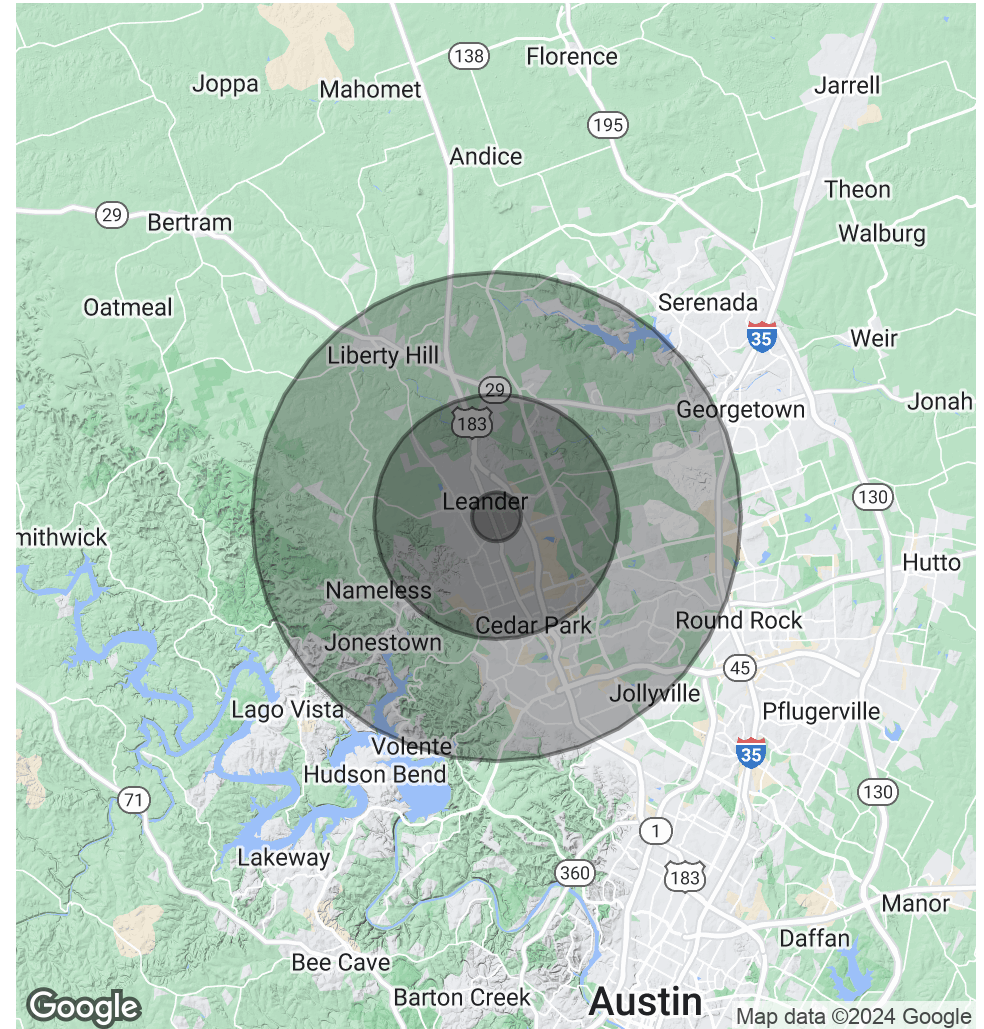 138
Florence
Joppa
Mahomet
Jarrell
195
Andice
Theon
29
Bertram
Walburg
Oatmeal
Serenada
35
Weir
Liberty Hill
29
Georgetown
Jonah
183
Leander
130
mithwick
Hutto
Nameless
Cedar Park
Round Rock
Jonestown
45
Jollyville
Lago Vista
Pflugerville
Volente
35
Hudson Bend
130
71
1
Lakeway
360
183
Manor
Daffan
Bee Cave
Barton Creek
Austin
Google
Map data ©2024 Google